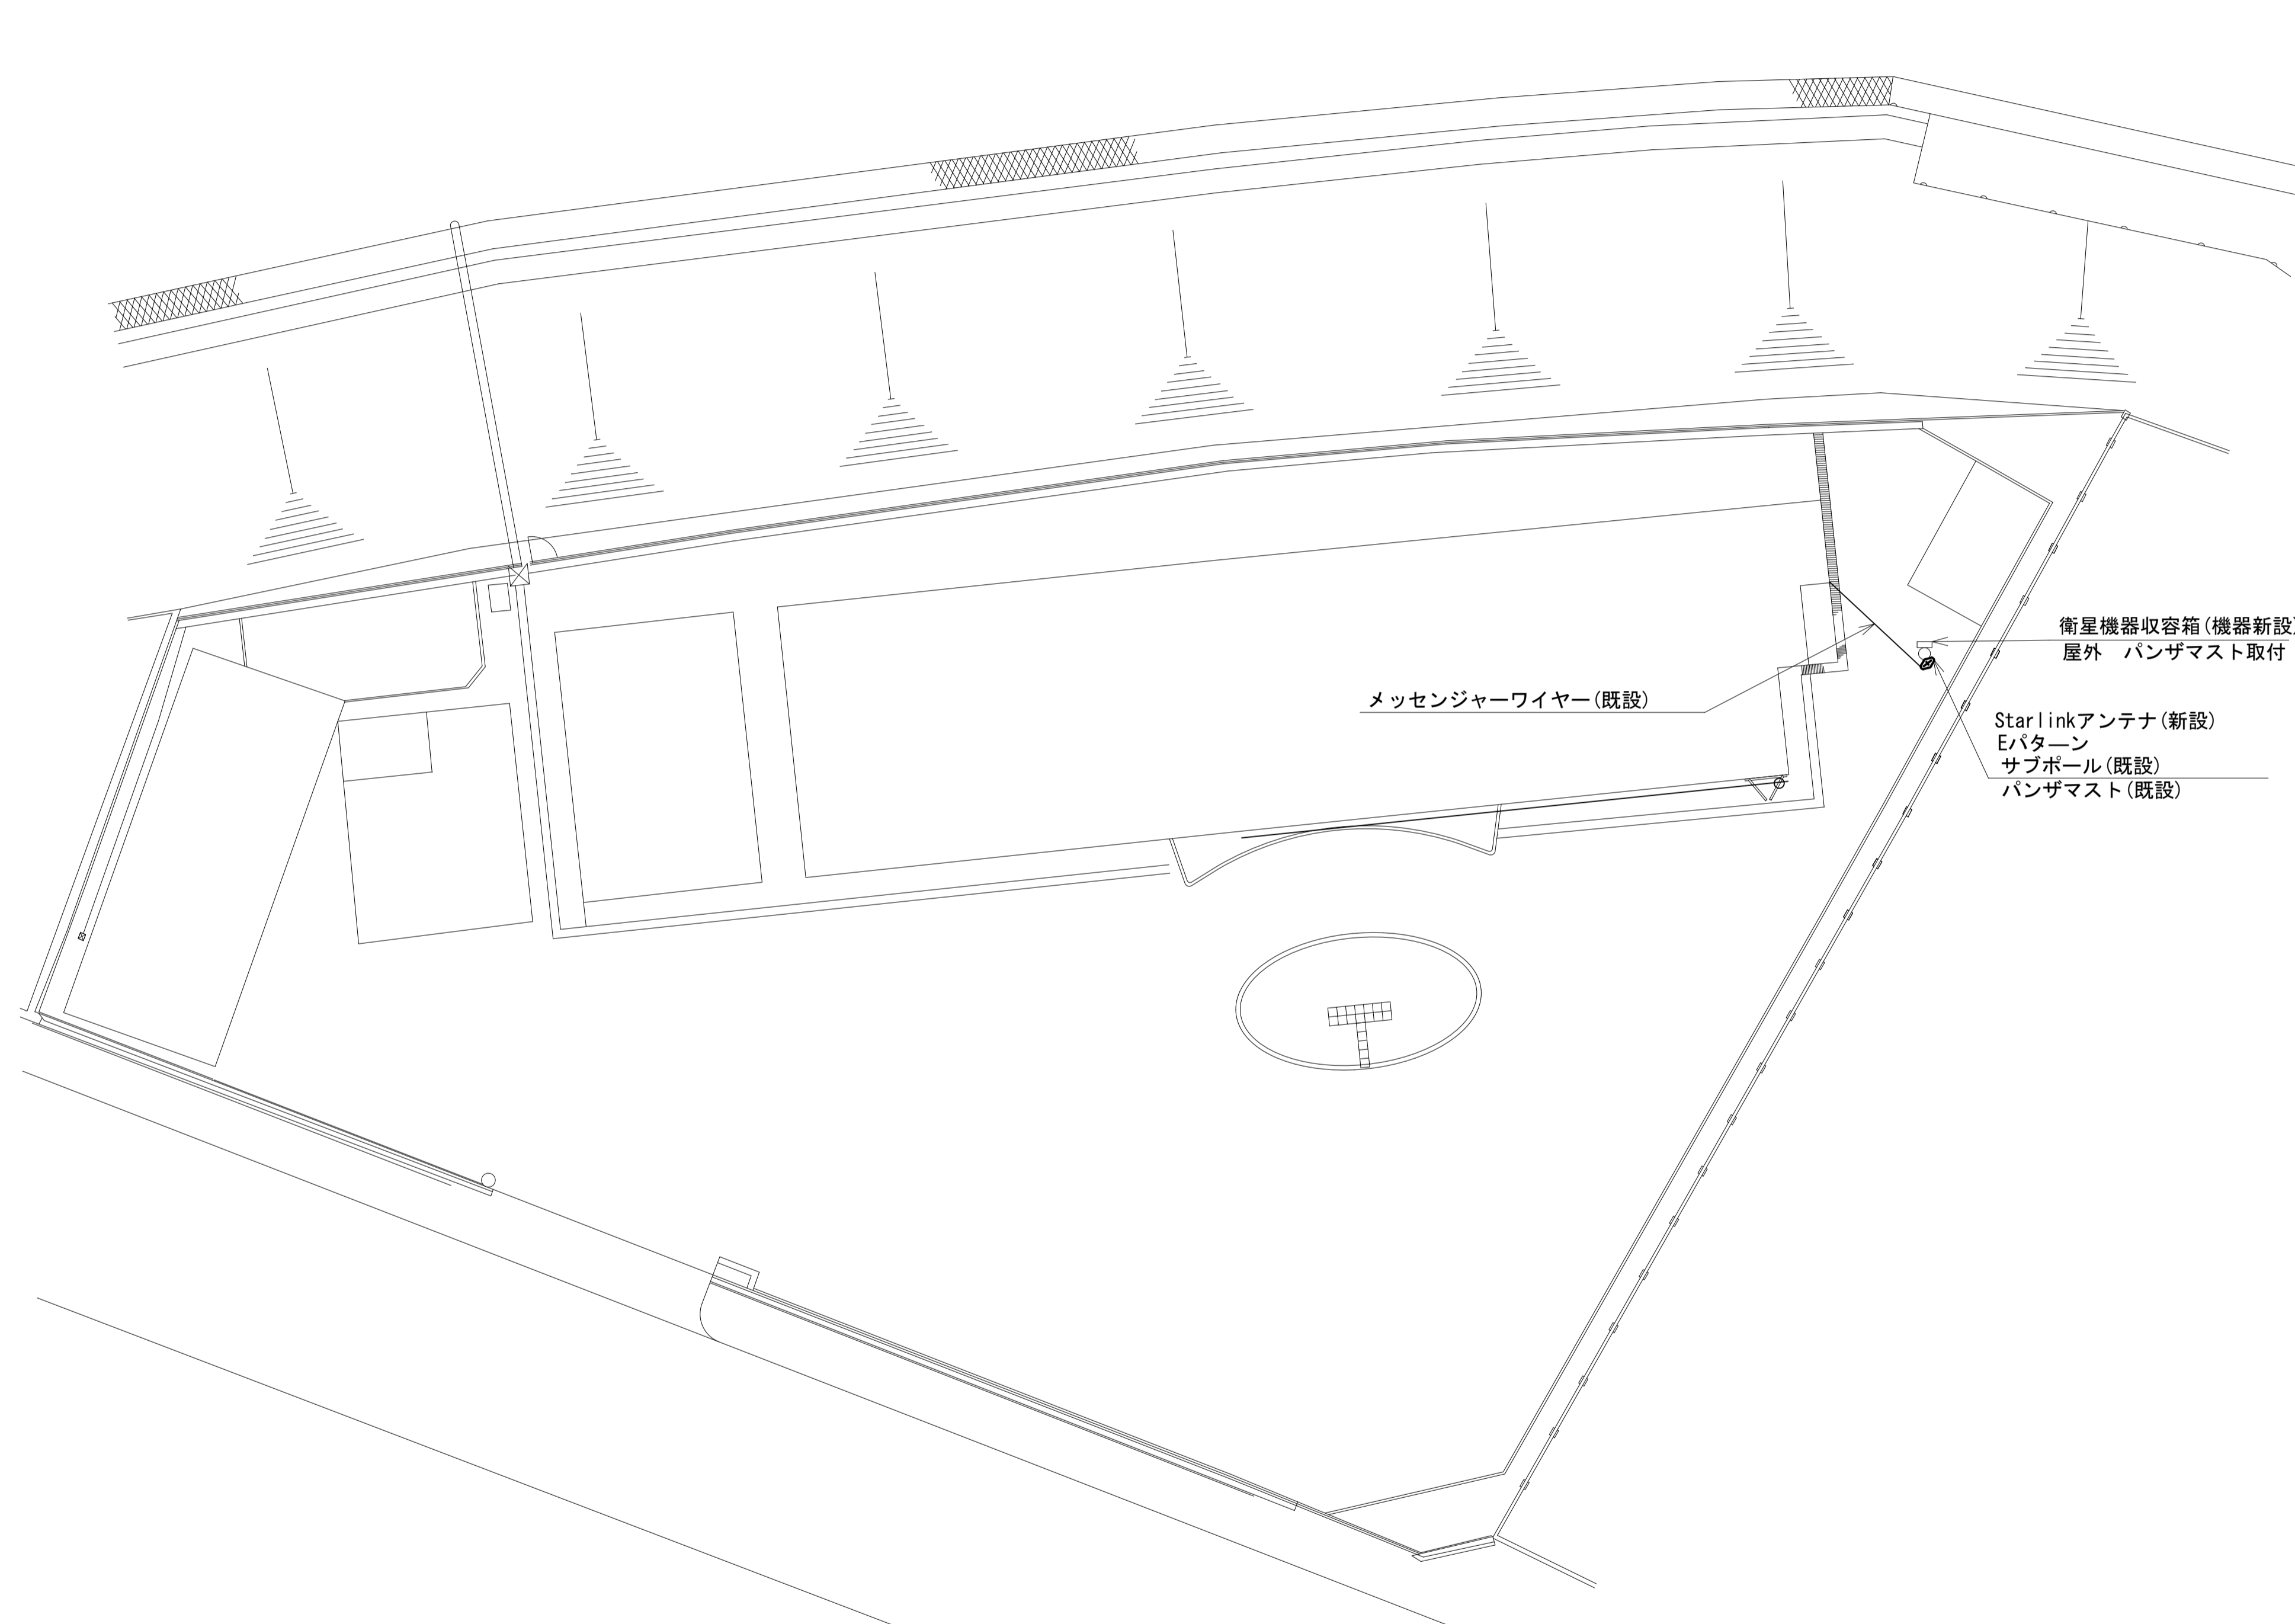 衛星機器収容箱(機器新設)
屋外　パンザマスト取付
メッセンジャーワイヤー(既設)
Starlinkアンテナ(新設)
Eパターン
サブポール(既設)
パンザマスト(既設)